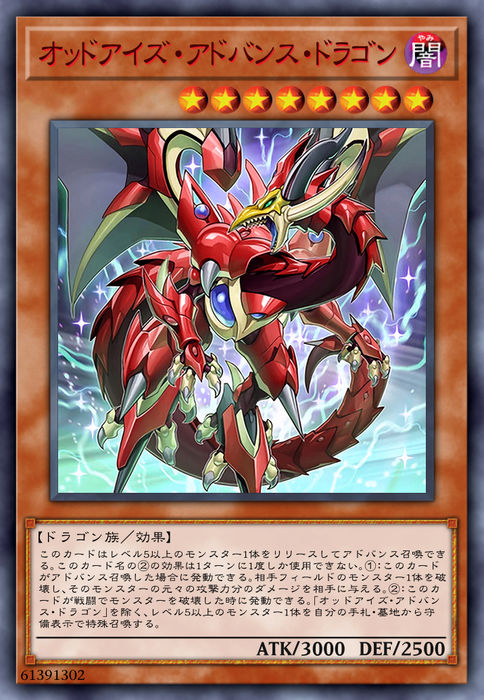 オッドアイズ・アドバンス・ドラゴン
やみ
闇
【ドラゴン族／効果】
このカードはレベル5以上のモンスター1体をリリースしてアドバンス召喚でき
る。このカード名の②の効果は1ターンに1度しか使用できない。①：このカード
がアドバンス召喚した場合に発動できる。相手フィールドのモンスター1体を破
壊し、そのモンスターの元々の攻撃力分のダメージを相手に与える。②：このカー
ドが戦闘でモンスターを破壊した時に発動できる。「オッドアイズ・アドバン
ス・ドラゴン」を除く、レベル5以上のモンスター1体を自分の手札・墓地から守
備表示で特殊召喚する。
ATK/3000 DEF/2500
61391302